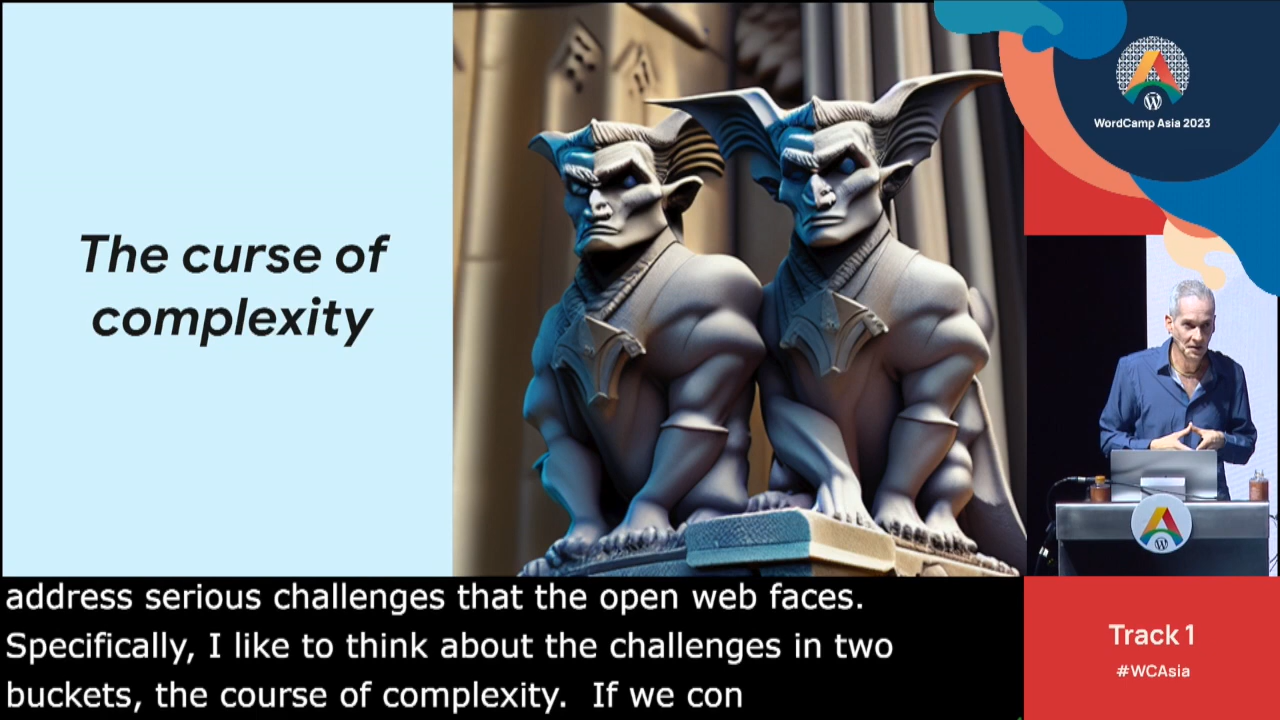 The curse of
complexity
WordCamp Asia 2023
address serious challenges that the open web faces.
Specifically, I like to think about the challenges in two
buckets, the course of complexity.  If we con
Track 1
#WCAsia